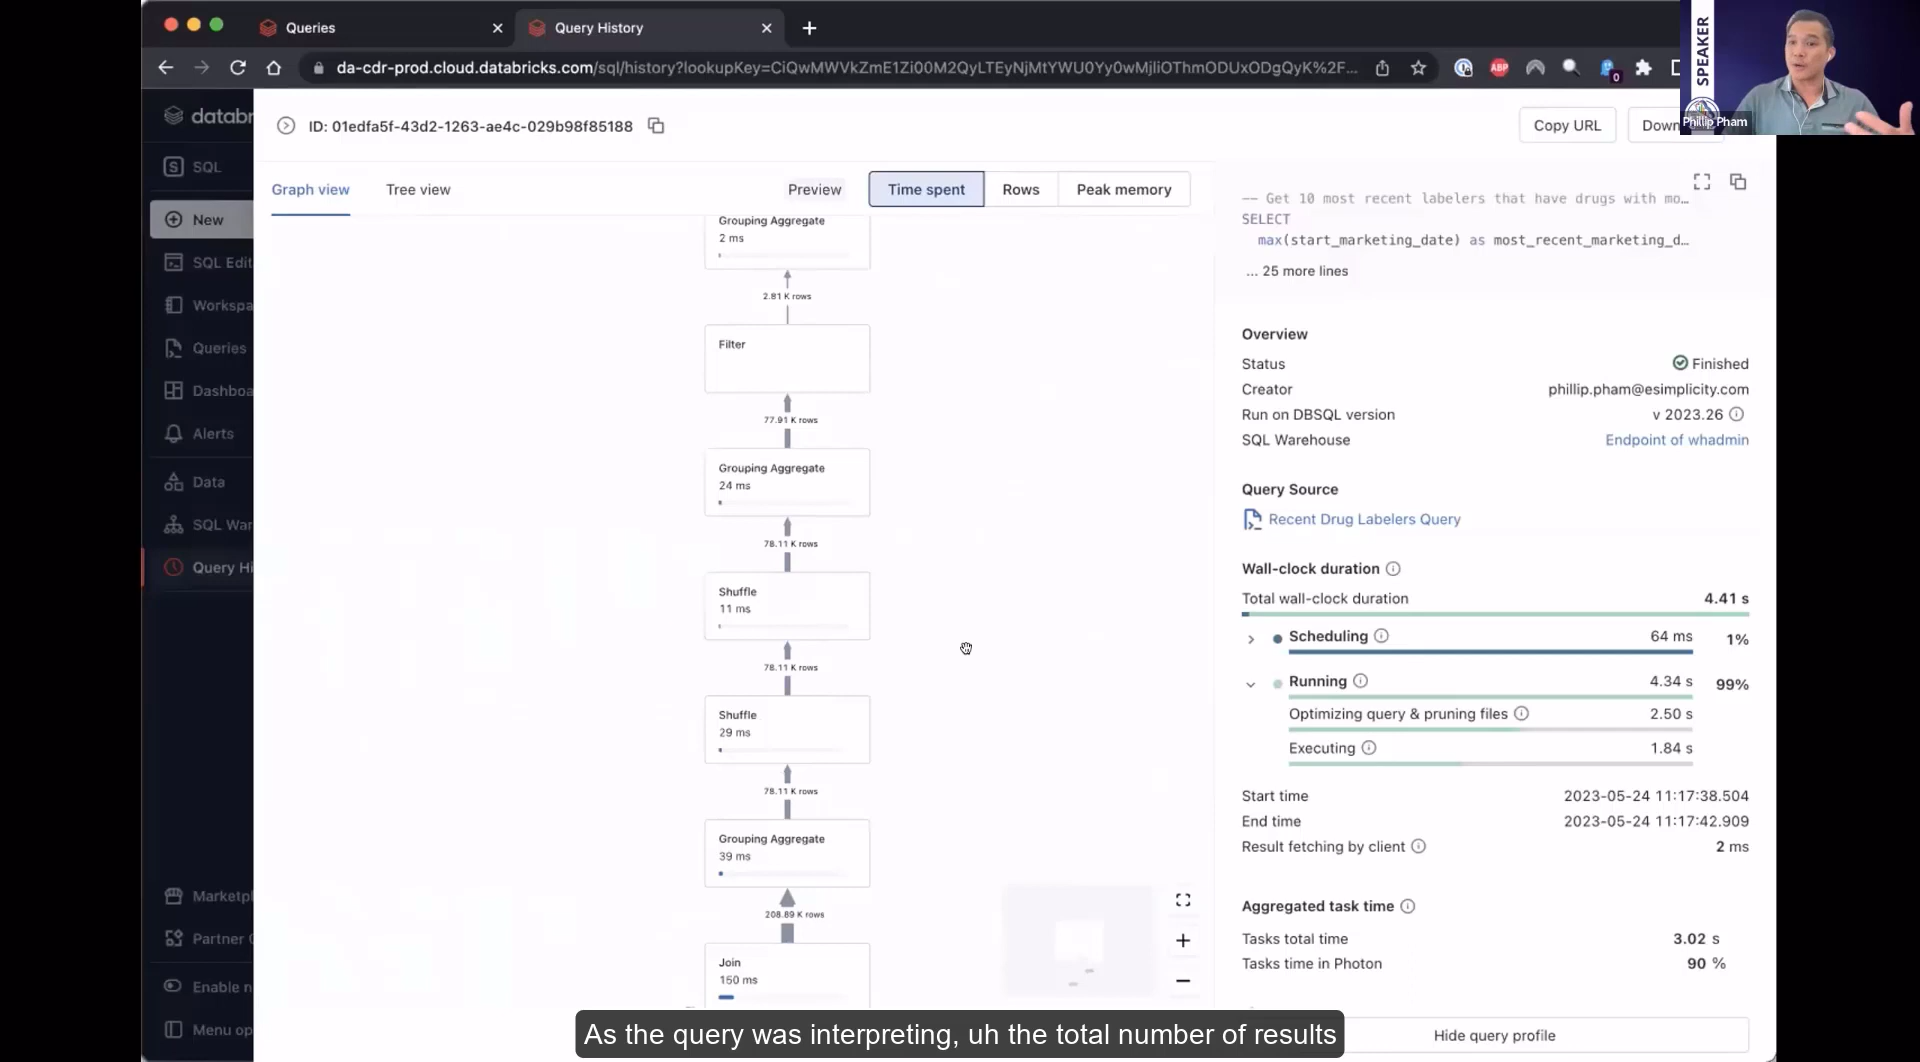 Queries
Query History
SPEAKER
da-cdr-prod.cloud.databricks.com/sql/history?lookupKey=CiQwMWVkZmE1Zi00M2QyLTEyNjMtYWU0Yy0wMjliOThmODUxODgQyK%2F...
ABP
0
Phillip Pham
databr
ID: 01edfa5f-43d2-1263-ae4c-029b98f85188
Copy URL
Down
SQL
New
SQL Edit
Workspa
Queries
Dashboa
Alerts
Data
SQL War
Query Hi
Marketpl
Partner C
Enable n
Menu op
Graph view
Tree view
Preview
Time spent
Rows
Peak memory
Grouping Aggregate
2 ms
2.81 K rows
Filter
77.91 K rows
Grouping Aggregate
24 ms
78.11 K rows
Shuffle
11 ms
78.11 K rows
Shuffle
29 ms
78.11 K rows
Grouping Aggregate
39 ms
208.89 K rows
Join
150 ms
-- Get 10 most recent labelers that have drugs with mo…
SELECT
max(start_marketing_date) as most_recent_marketing_d…
... 25 more lines
Overview
Status Finished
Creator phillip.pham@esimplicity.com
Run on DBSQL version v 2023.26
SQL Warehouse Endpoint of whadmin
Query Source
Recent Drug Labelers Query
Wall-clock duration
Total wall-clock duration 4.41 s
Scheduling 64 ms 1%
Running 4.34 s 99%
Optimizing query & pruning files 2.50 s
Executing 1.84 s
Start time 2023-05-24 11:17:38.504
End time 2023-05-24 11:17:42.909
Result fetching by client 2 ms
Aggregated task time
Tasks total time 3.02 s
Tasks time in Photon 90 %
Hide query profile
As the query was interpreting, uh the total number of results